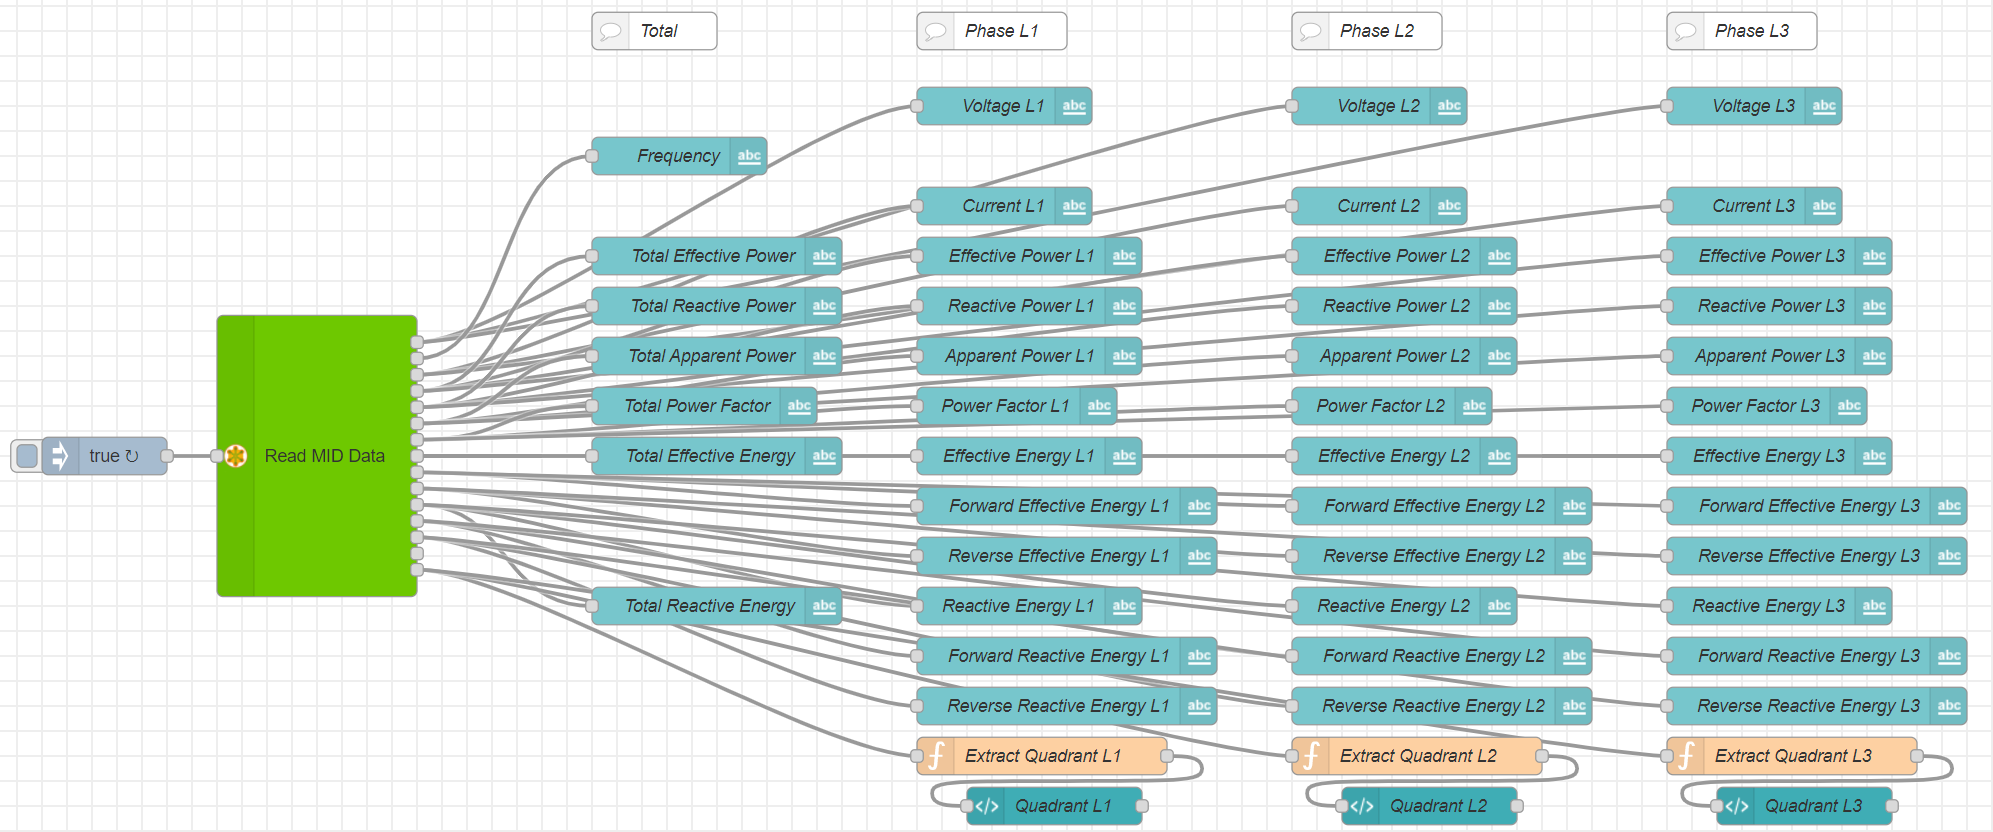 Total
Phase L1
Phase L2
Phase L3
Voltage L1 abc
Voltage L2 abc
Voltage L3 abc
Frequency abc
Current L1 abc
Current L2 abc
Current L3 abc
Total Effective Power abc
Effective Power L1 abc
Effective Power L2 abc
Effective Power L3 abc
Total Reactive Power abc
Reactive Power L1 abc
Reactive Power L2 abc
Reactive Power L3 abc
Total Apparent Power abc
Apparent Power L1 abc
Apparent Power L2 abc
Apparent Power L3 abc
Total Power Factor abc
Power Factor L1 abc
Power Factor L2 abc
Power Factor L3 abc
true ↻
Read MID Data
Total Effective Energy abc
Effective Energy L1 abc
Effective Energy L2 abc
Effective Energy L3 abc
Forward Effective Energy L1 abc
Forward Effective Energy L2 abc
Forward Effective Energy L3 abc
Reverse Effective Energy L1 abc
Reverse Effective Energy L2 abc
Reverse Effective Energy L3 abc
Total Reactive Energy abc
Reactive Energy L1 abc
Reactive Energy L2 abc
Reactive Energy L3 abc
Forward Reactive Energy L1 abc
Forward Reactive Energy L2 abc
Forward Reactive Energy L3 abc
Reverse Reactive Energy L1 abc
Reverse Reactive Energy L2 abc
Reverse Reactive Energy L3 abc
f Extract Quadrant L1
f Extract Quadrant L2
f Extract Quadrant L3
</> Quadrant L1
</> Quadrant L2
</> Quadrant L3